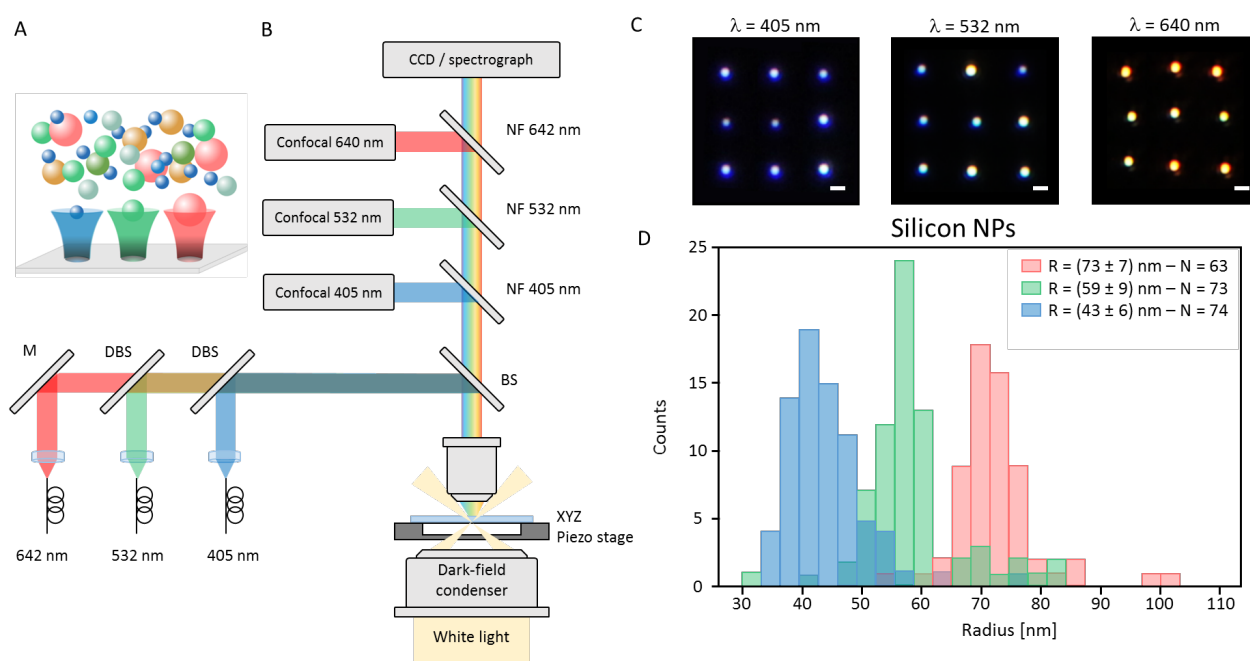 A
B
CCD / spectrograph
NF 642 nm
Confocal 640 nm
NF 532 nm
Confocal 532 nm
NF 405 nm
Confocal 405 nm
M
DBS
DBS
BS
XYZ
Piezo stage
642 nm
532 nm
405 nm
Dark-field
condenser
White light
C
λ = 405 nm
λ = 532 nm
λ = 640 nm
Silicon NPs
D
R = (73 ± 7) nm – N = 63
R = (59 ± 9) nm – N = 73
R = (43 ± 6) nm – N = 74
25
20
15
10
5
0
Counts
30 40 50 60 70 80 90 100 110
Radius [nm]